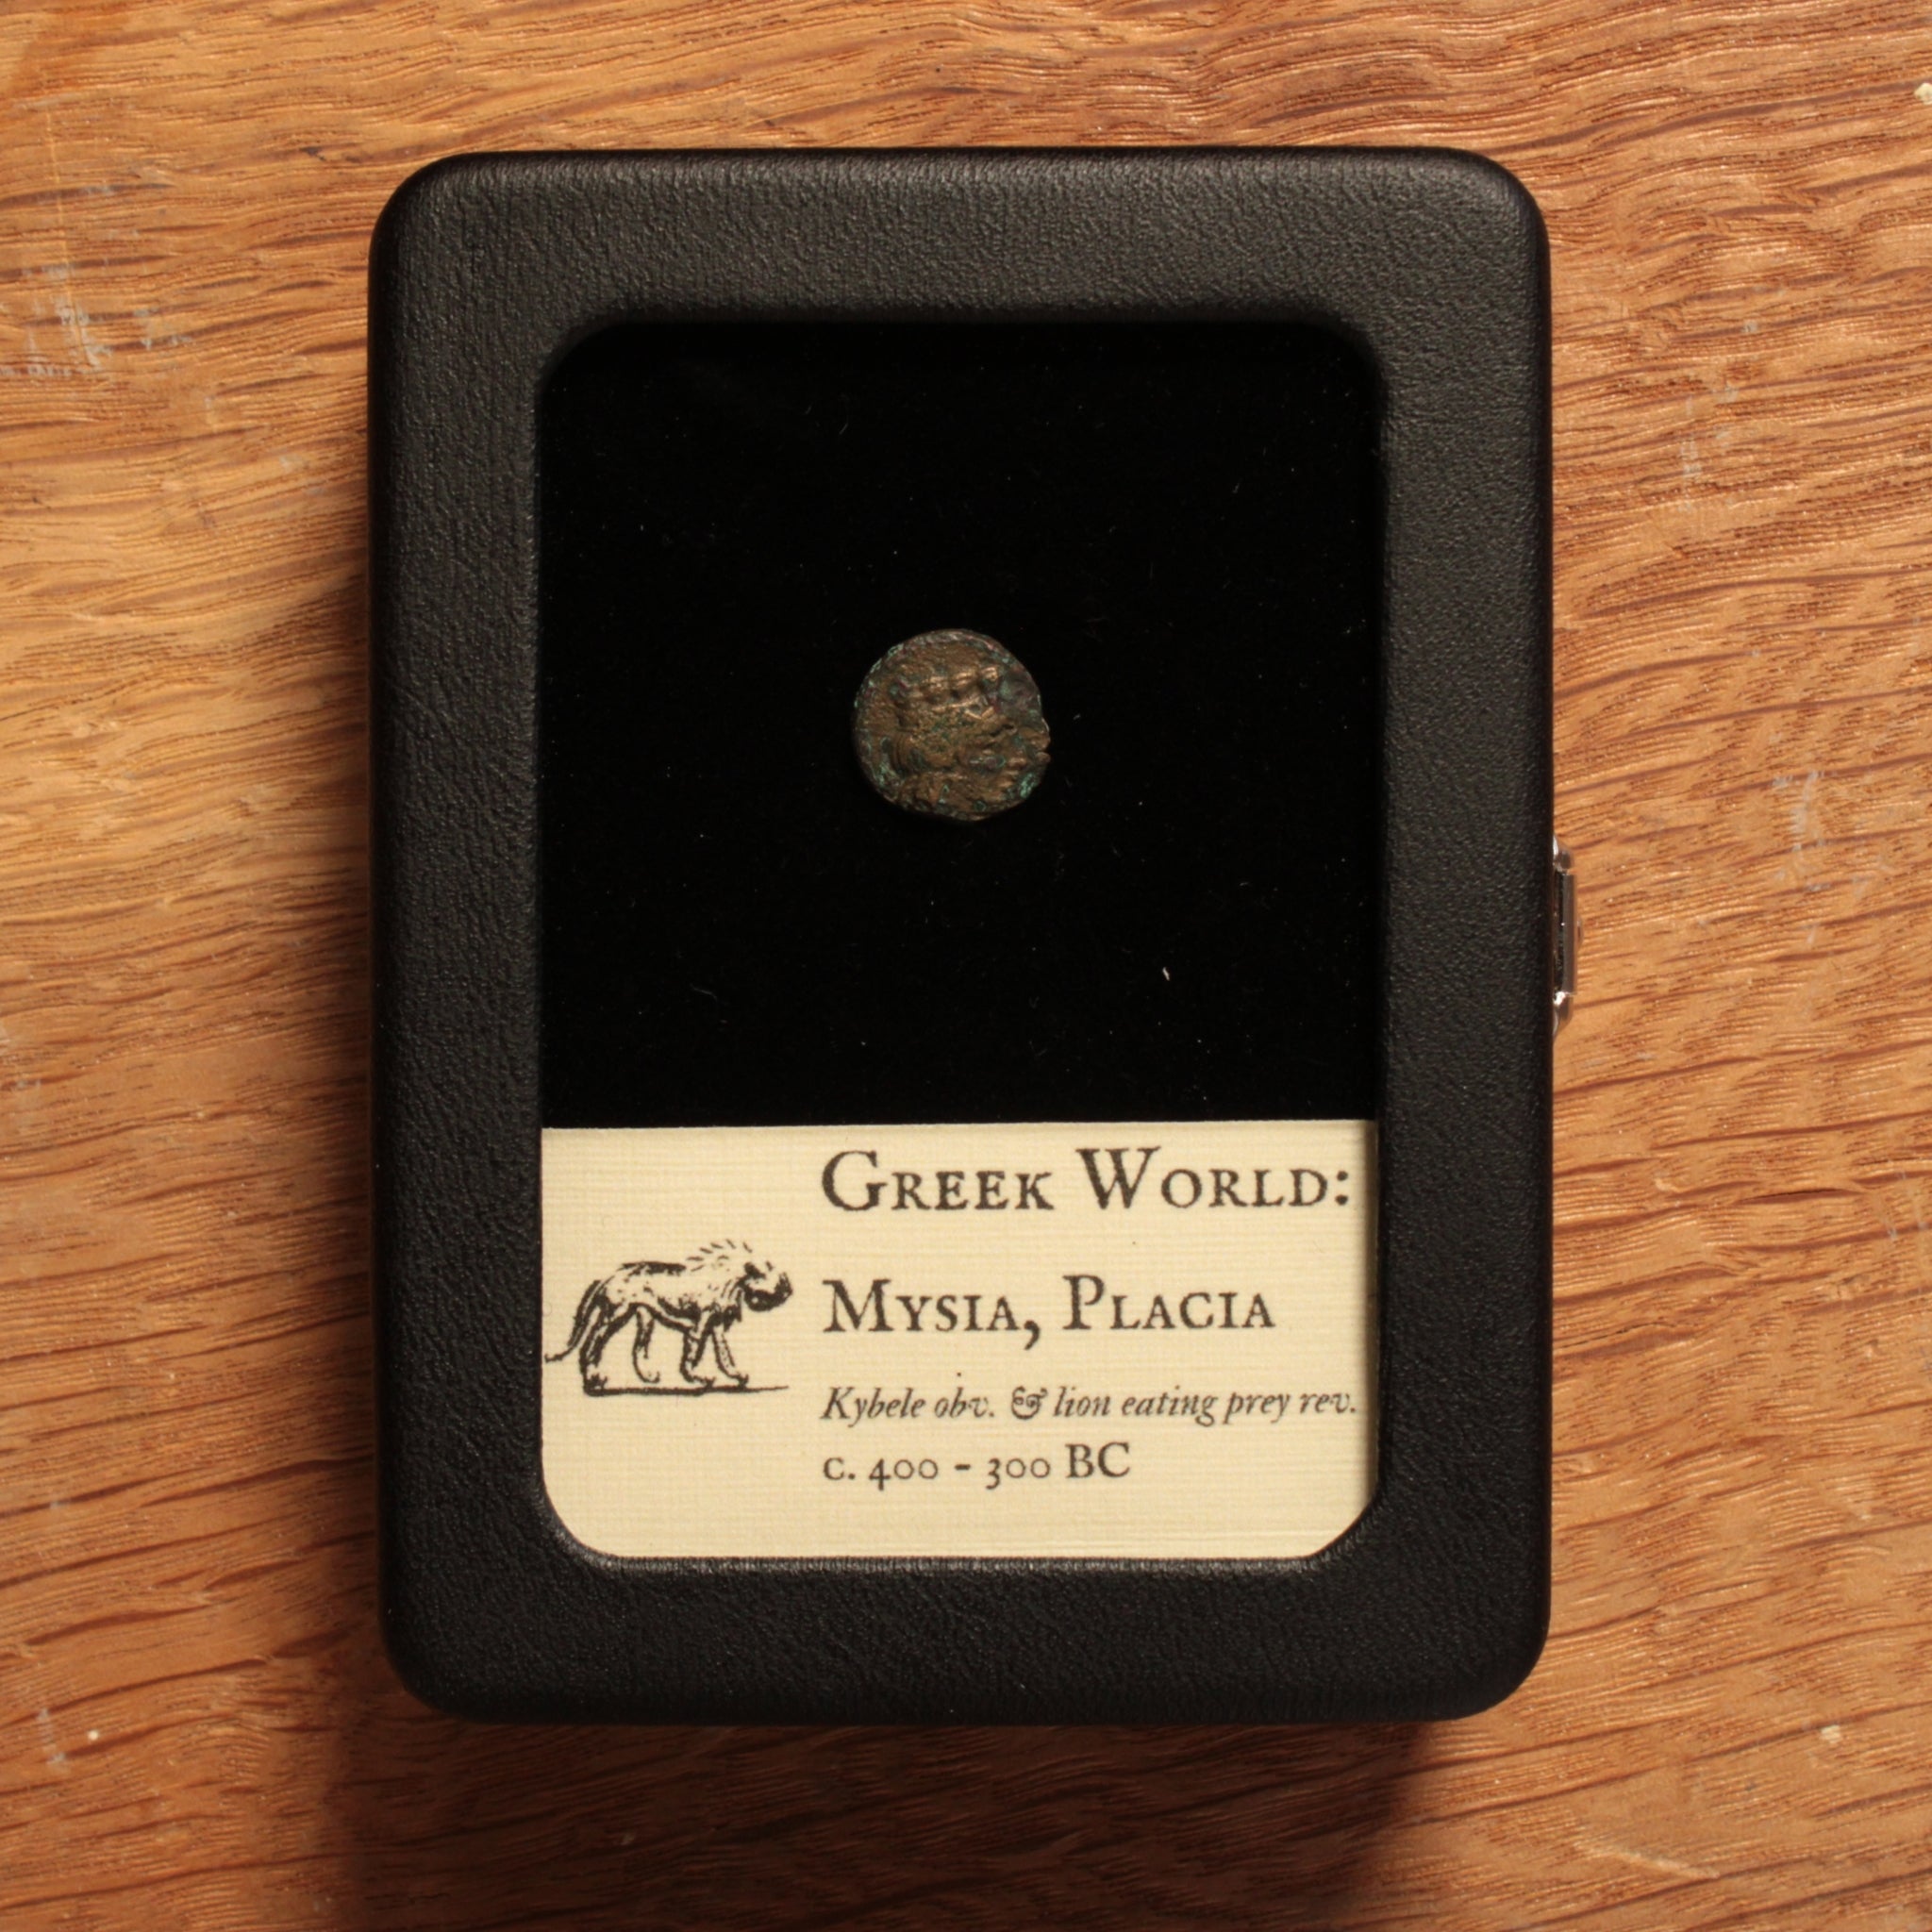 Greek World:
Mysia, Placia
Kybele obv. & lion eating prey rev.
c. 400 - 300 BC